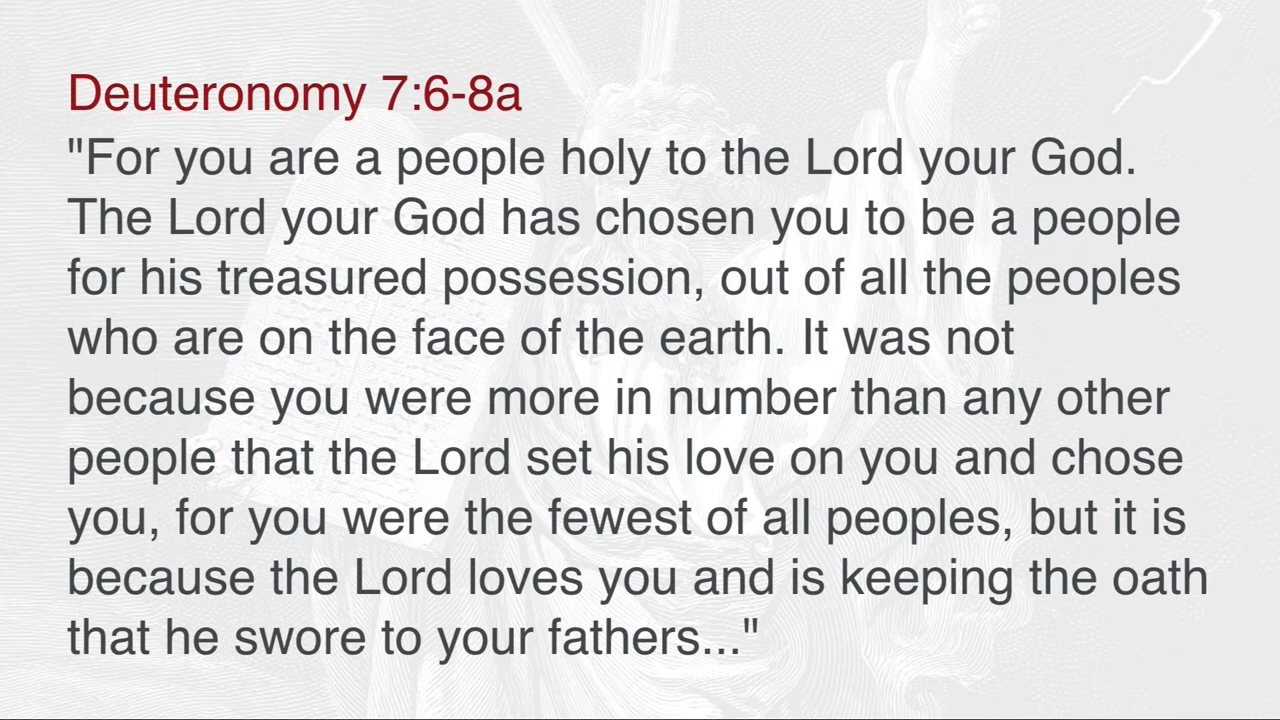 Deuteronomy 7:6-8a
"For you are a people holy to the Lord your God.
The Lord your God has chosen you to be a people
for his treasured possession, out of all the peoples
who are on the face of the earth. It was not
because you were more in number than any other
people that the Lord set his love on you and chose
you, for you were the fewest of all peoples, but it is
because the Lord loves you and is keeping the oath
that he swore to your fathers..."